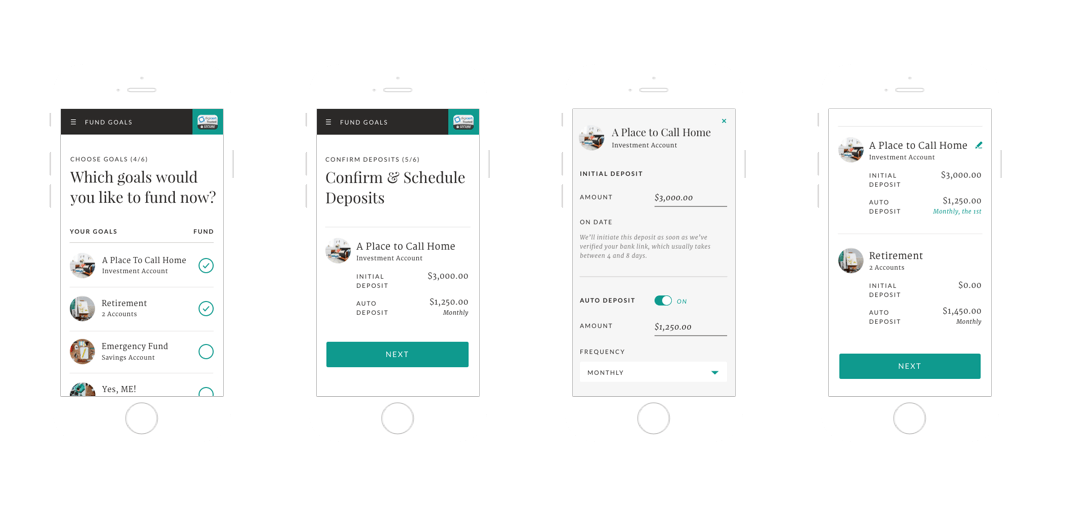 FUND GOALS
CHOOSE GOALS (4/6)
Which goals would
you like to fund now?
YOUR GOALS FUND
A Place To Call Home
Investment Account
Retirement
2 Accounts
Emergency Fund
Savings Account
Yes, ME!
FUND GOALS
CONFIRM DEPOSITS (5/6)
Confirm & Schedule
Deposits
A Place to Call Home
Investment Account
INITIAL DEPOSIT $3,000.00
AUTO DEPOSIT $1,250.00
Monthly
NEXT
A Place to Call Home
Investment Account
INITIAL DEPOSIT
AMOUNT $3,000.00
ON DATE
We'll initiate this deposit as soon as we've
verified your bank link, which usually takes
between 4 and 8 days.
AUTO DEPOSIT ON
AMOUNT $1,250.00
FREQUENCY
MONTHLY
A Place to Call Home
Investment Account
INITIAL DEPOSIT $3,000.00
AUTO DEPOSIT $1,250.00
Monthly, the 1st
Retirement
2 Accounts
INITIAL DEPOSIT $0.00
AUTO DEPOSIT $1,450.00
Monthly
NEXT